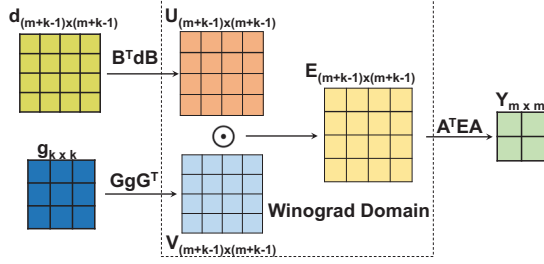 d(m+k-1)x(m+k-1)
BᵀdB
U(m+k-1)x(m+k-1)
E(m+k-1)x(m+k-1)
AᵀEA
Ym x m
gk x k
GgGᵀ
Winograd Domain
V(m+k-1)x(m+k-1)